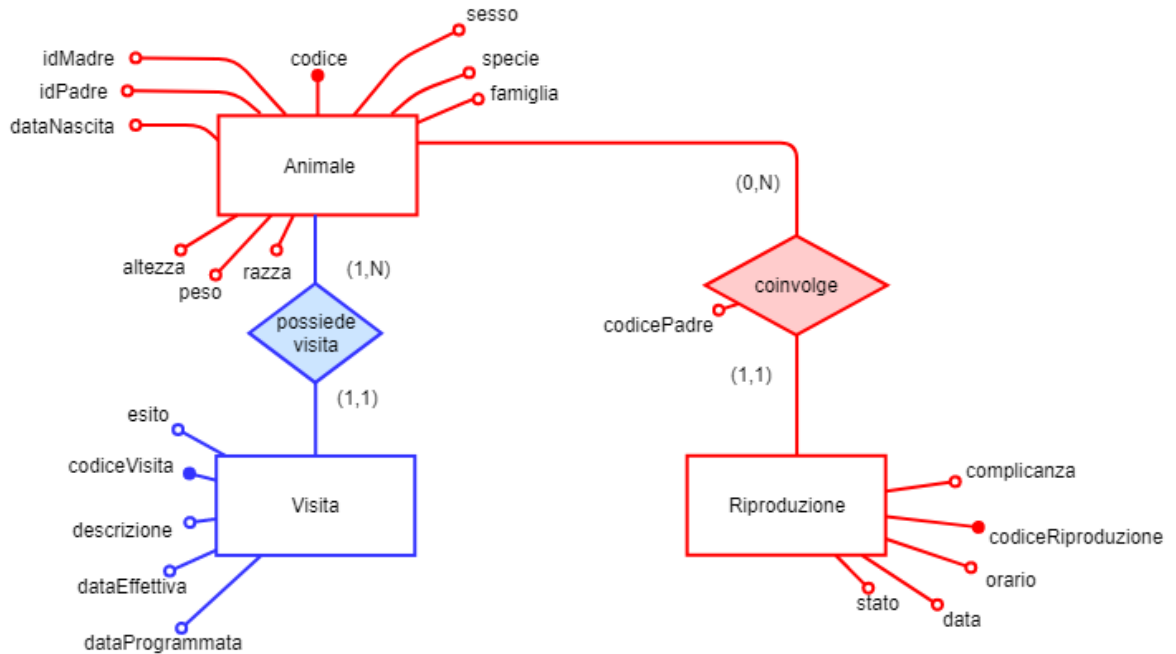 sesso
idMadre
codice
specie
idPadre
famiglia
dataNascita
Animale
(0,N)
altezza
razza
(1,N)
peso
coinvolge
possiede
visita
codicePadre
(1,1)
(1,1)
esito
codiceVisita
complicanza
Visita
Riproduzione
descrizione
codiceRiproduzione
dataEffettiva
orario
stato
data
dataProgrammata